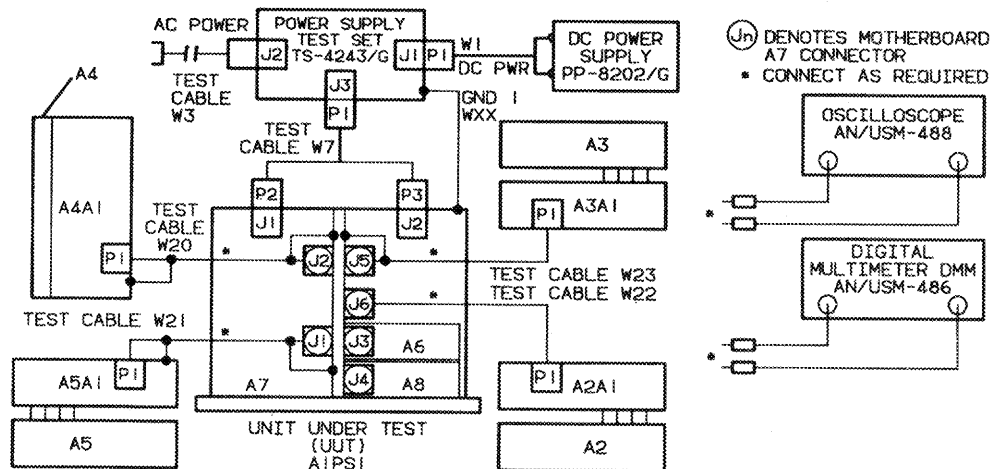 AC POWER
POWER SUPPLY
TEST SET
TS-4243/G
J2
J1
P1
W1
DC PWR
DC POWER
SUPPLY
PP-8202/G
Jn DENOTES MOTHERBOARD
A7 CONNECTOR
* CONNECT AS REQUIRED
A4
TEST
CABLE
W3
J3
P1
GND 1
WXX
TEST
CABLE W7
A3
OSCILLOSCOPE
AN/USM-488
A4A1
P1
TEST
CABLE
W20
*
P2
J1
P3
J2
A3A1
P1
*
J2
J5
*
TEST CABLE W23
TEST CABLE W22
DIGITAL
MULTIMETER DMM
AN/USM-486
J6
*
TEST CABLE W21
*
J1
J3
A6
*
A5A1
P1
A7
J4
A8
P1
A2A1
A5
UNIT UNDER TEST
(UUT)
A1PS1
A2